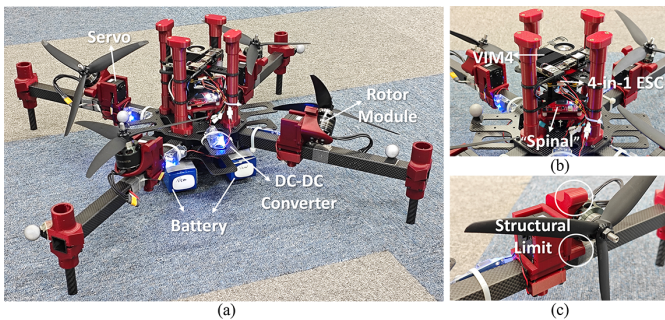 Servo
Rotor
Module
DC-DC
Converter
Battery
(a)
VIM4
4-in-1 ESC
"Spinal"
(b)
Structural
Limit
(c)